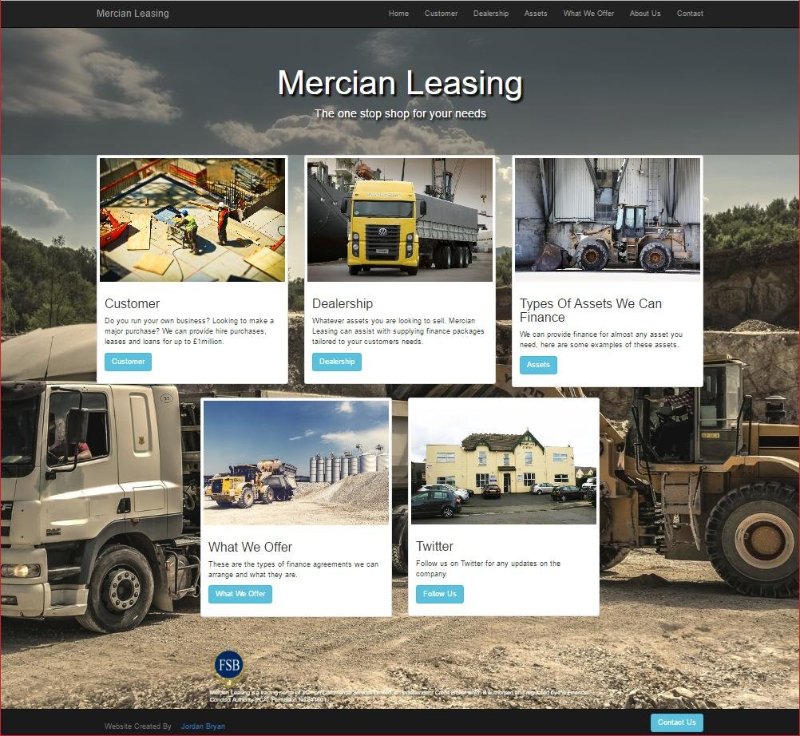 Mercian Leasing
Home Customer Dealership Assets What We Offer About Us Contact
Mercian Leasing
The one stop shop for your needs
Customer
Do you run your own business? Looking to make a
major purchase? We can provide hire purchases,
leases and loans for up to £1million.
Customer
Dealership
Whatever assets you are looking to sell. Mercian
Leasing can assist with supplying finance packages
tailored to your customers needs.
Dealership
Types Of Assets We Can
Finance
We can provide finance for almost any asset you
need, here are some examples of these assets.
Assets
What We Offer
These are the types of finance agreements we can
arrange and what they are.
What We Offer
Twitter
Follow us on Twitter for any updates on the
company.
Follow Us
FSB
Mercian Leasing is a trading
Website Created By Jordan Bryan
Contact Us